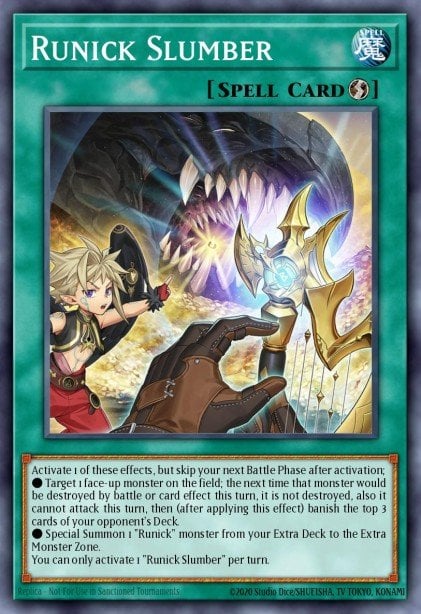 RUNICK SLUMBER
SPELL
魔
[SPELL CARD]
Activate 1 of these effects, but skip your next Battle Phase after activation;
● Target 1 face-up monster on the field; the next time that monster would
be destroyed by battle or card effect this turn, it is not destroyed, also it
cannot attack this turn, then (after applying this effect) banish the top 3
cards of your opponent's Deck.
● Special Summon 1 "Runick" monster from your Extra Deck to the Extra
Monster Zone.
You can only activate 1 "Runick Slumber" per turn.
Replica - Not For Use in Sanctioned Tournaments
©2020 Studio Dice/SHUEISHA, TV TOKYO, KONAMI